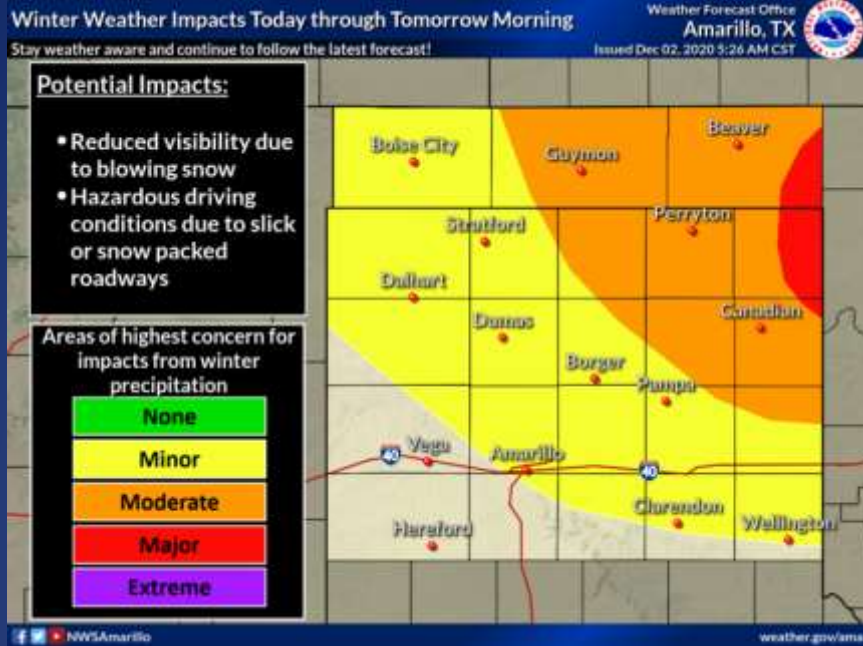 Winter Weather Impacts Today through Tomorrow Morning
Stay weather aware and continue to follow the latest forecast!
Weather Forecast Office
Amarillo, TX
Issued Dec 02, 2020 5:26 AM CST
Potential Impacts:
• Reduced visibility due
to blowing snow
• Hazardous driving
conditions due to slick
or snow packed
roadways
Areas of highest concern for
impacts from winter
precipitation
None
Minor
Moderate
Major
Extreme
Boise City
Guymon
Beaver
Stratford
Perryton
Dalhart
Dumas
Canadian
Borger
Pampa
40
Vega
Amarillo
40
Clarendon
Hereford
Wellington
NWSAmarillo
weather.gov/ama